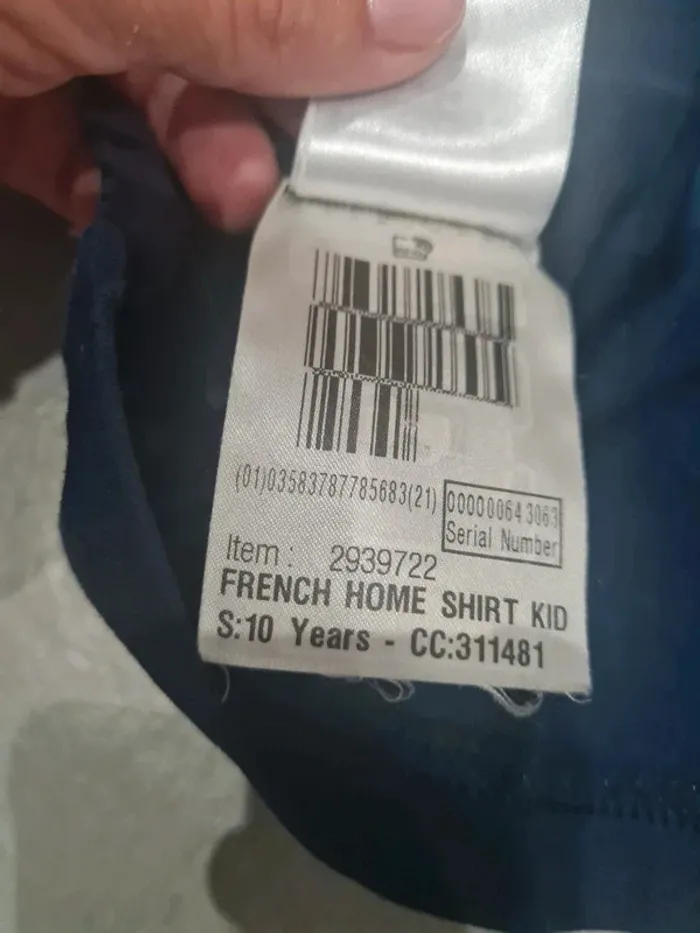 (01)03583787785683(21)
000000643063
Serial Number
Item: 2939722
FRENCH HOME SHIRT KID
S:10 Years - CC:311481